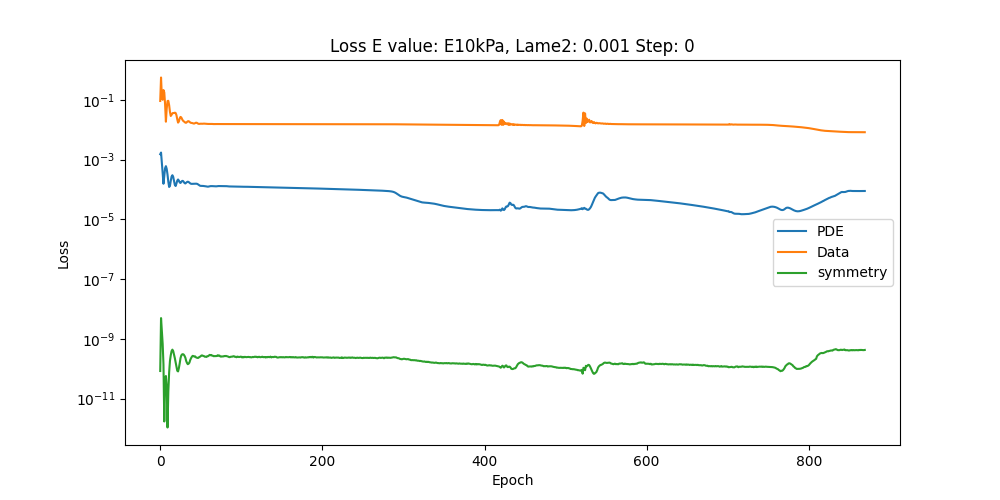 Loss E value: E10kPa, Lame2: 0.001 Step: 0
Loss
10⁻¹
10⁻³
10⁻⁵
10⁻⁷
10⁻⁹
10⁻¹¹
PDE
Data
symmetry
0 200 400 600 800
Epoch